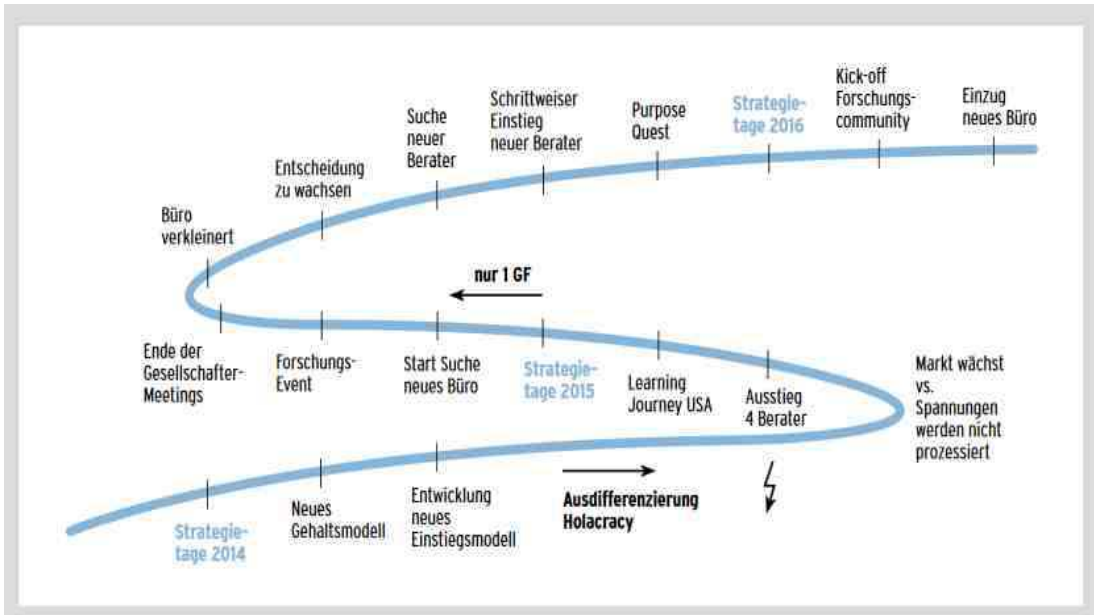 Kick-off
Forschungs-
community
Schrittweiser
Einstieg
neuer Berater
Strategie-
tage 2016
Einzug
neues Büro
Suche
neuer
Berater
Purpose
Quest
Entscheidung
zu wachsen
Büro
verkleinert
nur 1 GF
Ende der
Gesellschafter-
Meetings
Forschungs-
Event
Start Suche
neues Büro
Strategie-
tage 2015
Learning
Journey USA
Ausstieg
4 Berater
Markt wächst
vs.
Spannungen
werden nicht
prozessiert
Strategie-
tage 2014
Neues
Gehaltsmodell
Entwicklung
neues
Einstiegsmodell
Ausdifferenzierung
Holacracy